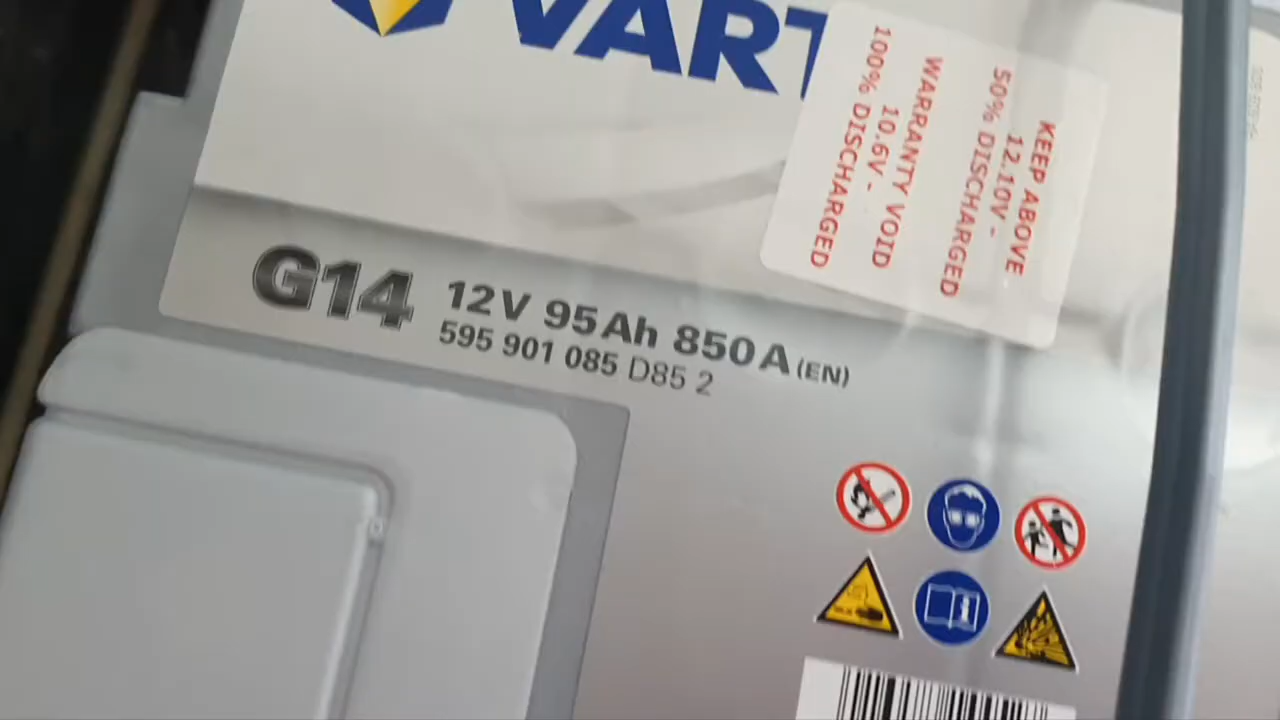 VART
KEEP ABOVE
12.10V -
50% DISCHARGED
WARRANTY VOID
10.6V -
100% DISCHARGED
G14
12V 95Ah 850A (EN)
595 901 085 D85 2